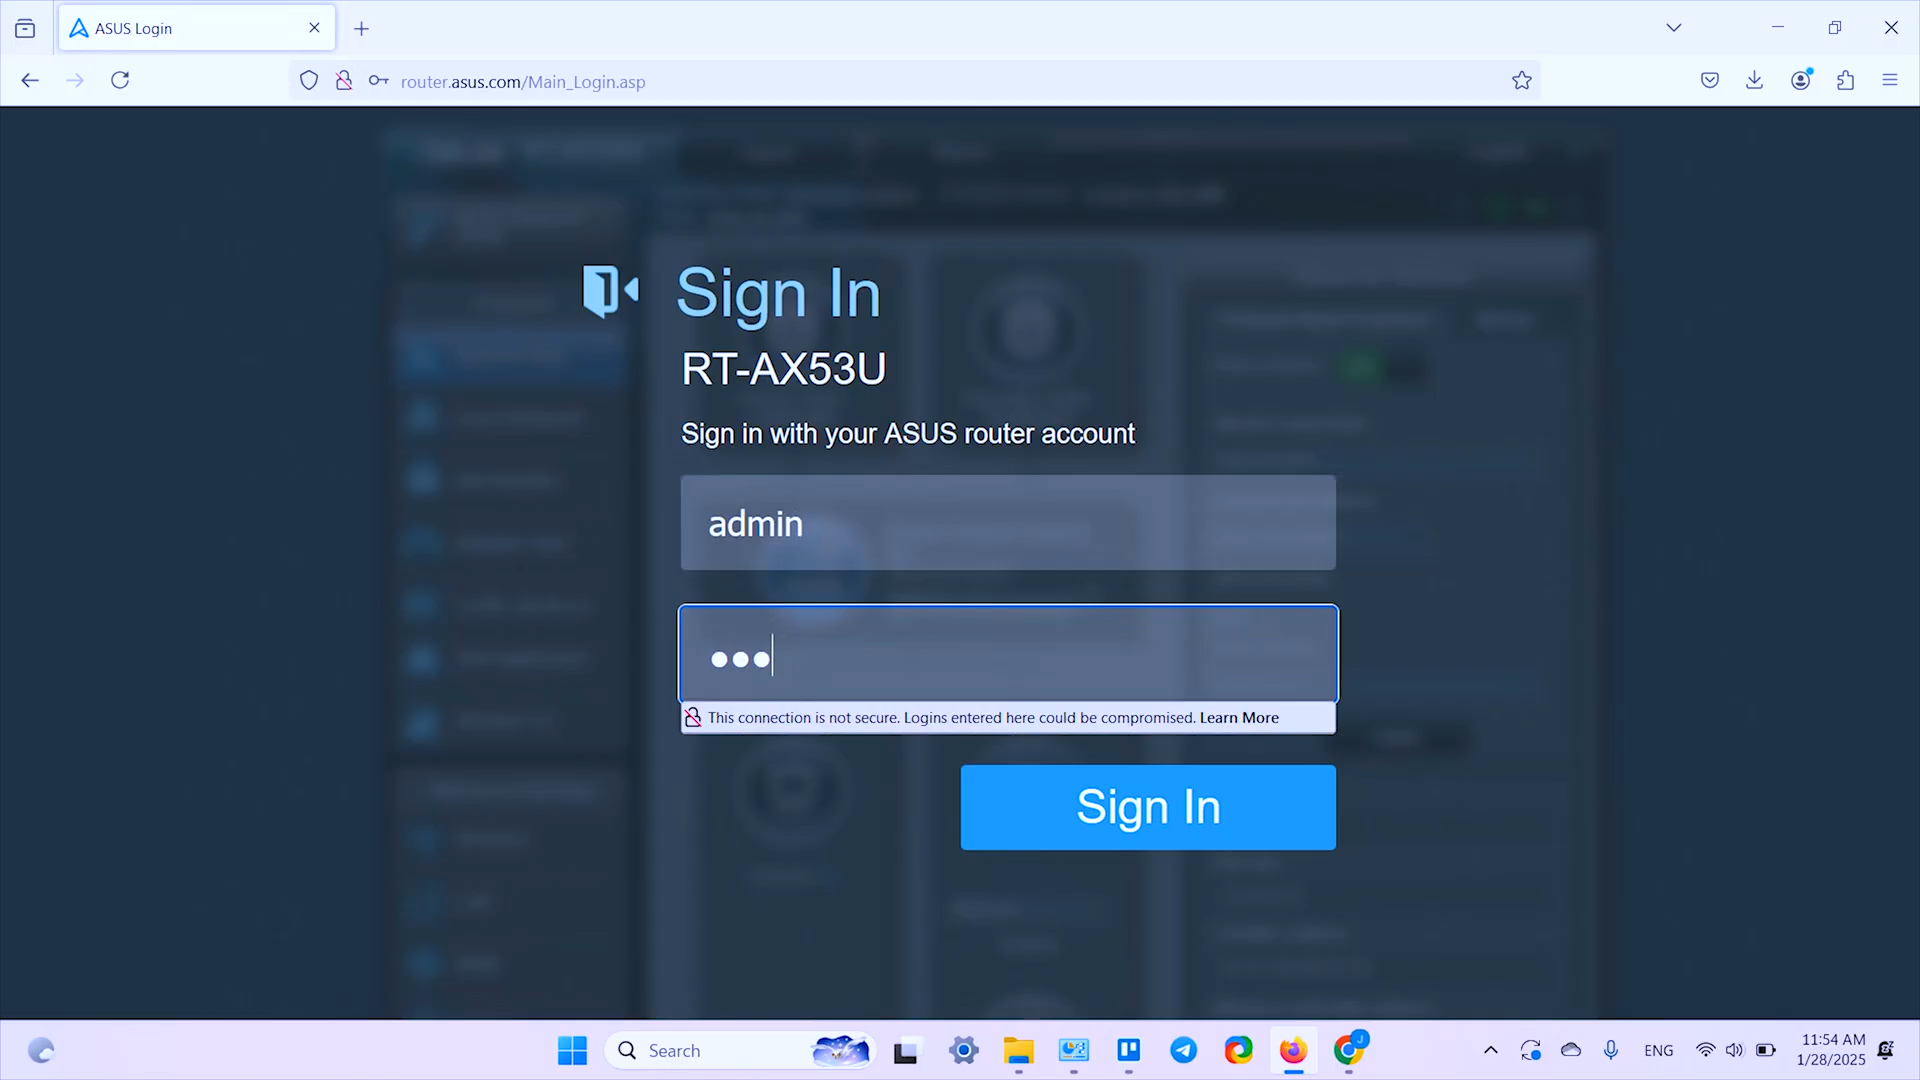 ASUS Login
router.asus.com/Main_Login.asp
Sign In
RT-AX53U
Sign in with your ASUS router account
admin
This connection is not secure. Logins entered here could be compromised. Learn More
Sign In
Search
ENG
11:54 AM
1/28/2025